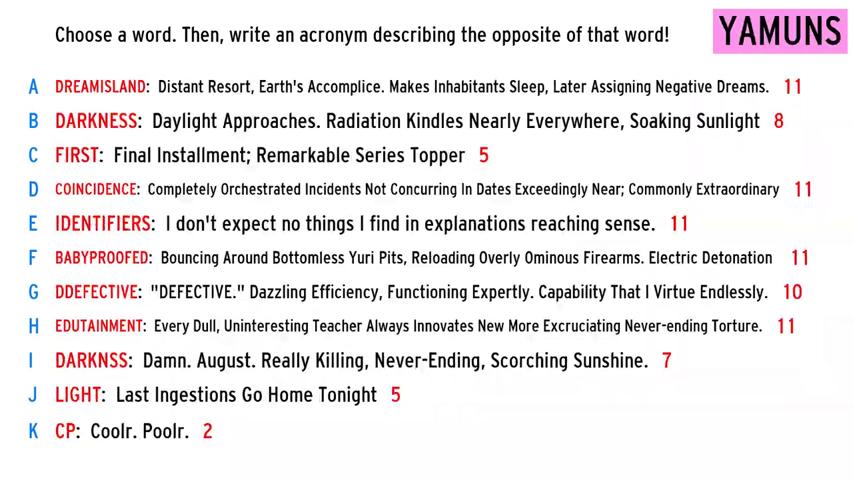 Choose a word. Then, write an acronym describing the opposite of that word!
YAMUNS
A DREAMISLAND: Distant Resort, Earth's Accomplice. Makes Inhabitants Sleep, Later Assigning Negative Dreams. 11
B DARKNESS: Daylight Approaches. Radiation Kindles Nearly Everywhere, Soaking Sunlight 8
C FIRST: Final Installment; Remarkable Series Topper 5
D COINCIDENCE: Completely Orchestrated Incidents Not Concurring In Dates Exceedingly Near; Commonly Extraordinary 11
E IDENTIFIERS: I don't expect no things I find in explanations reaching sense. 11
F BABYPROOFED: Bouncing Around Bottomless Yuri Pits, Reloading Overly Ominous Firearms. Electric Detonation 11
G DDEFECTIVE: "DEFECTIVE." Dazzling Efficiency, Functioning Expertly. Capability That I Virtue Endlessly. 10
H EDUTAINMENT: Every Dull, Uninteresting Teacher Always Innovates New More Excruciating Never-ending Torture. 11
I DARKNSS: Damn. August. Really Killing, Never-Ending, Scorching Sunshine. 7
J LIGHT: Last Ingestions Go Home Tonight 5
K CP: Coolr. Poolr. 2